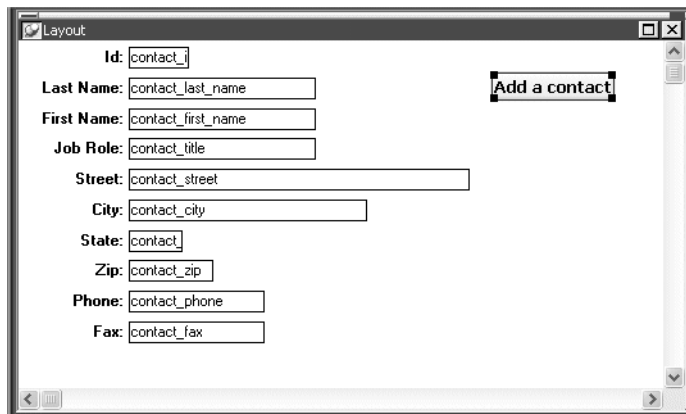 Layout
Id: contact_i
Last Name: contact_last_name
Add a contact
First Name: contact_first_name
Job Role: contact_title
Street: contact_street
City: contact_city
State: contact_
Zip: contact_zip
Phone: contact_phone
Fax: contact_fax